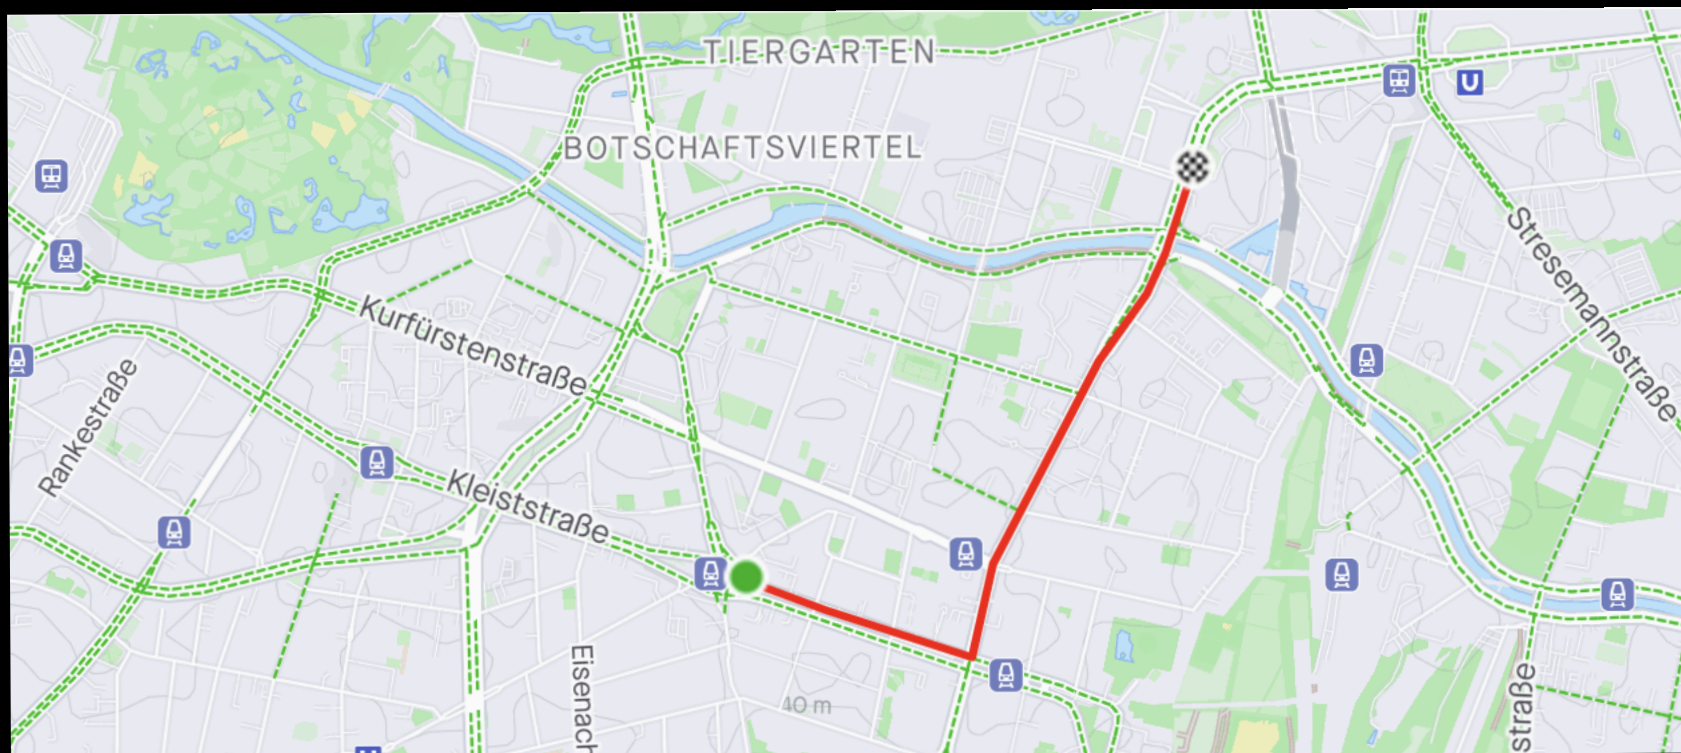 TIERGARTEN
U
BOTSCHAFTSVIERTEL
Stresemannstraße
Kurfürstenstraße
Rankestraße
Kleiststraße
Eisenach
40 m
straße